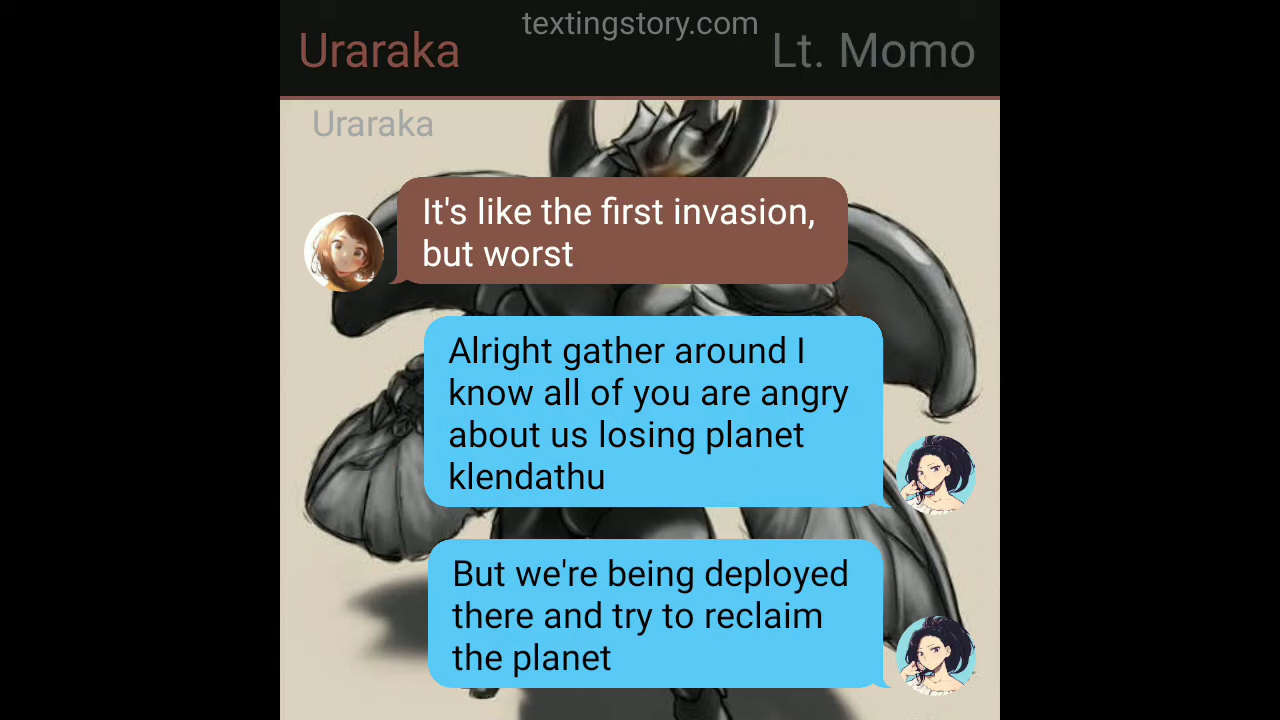 textingstory.com
Uraraka
Lt. Momo
Uraraka
It's like the first invasion,
but worst
Alright gather around I
know all of you are angry
about us losing planet
klendathu
But we're being deployed
there and try to reclaim
the planet